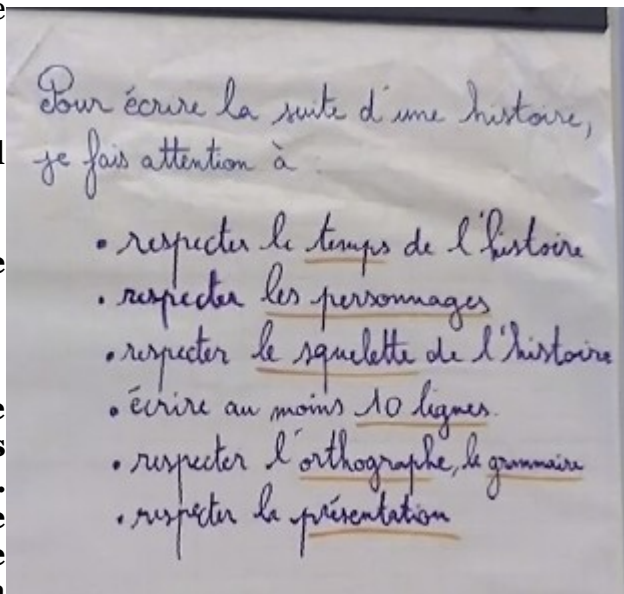 Pour écrire la suite d'une histoire,
je fais attention à :
• respecter le temps de l'histoire
• respecter les personnages
• respecter le squelette de l'histoire
• écrire au moins 10 lignes.
• respecter l'orthographe, la grammaire
• respecter la présentation